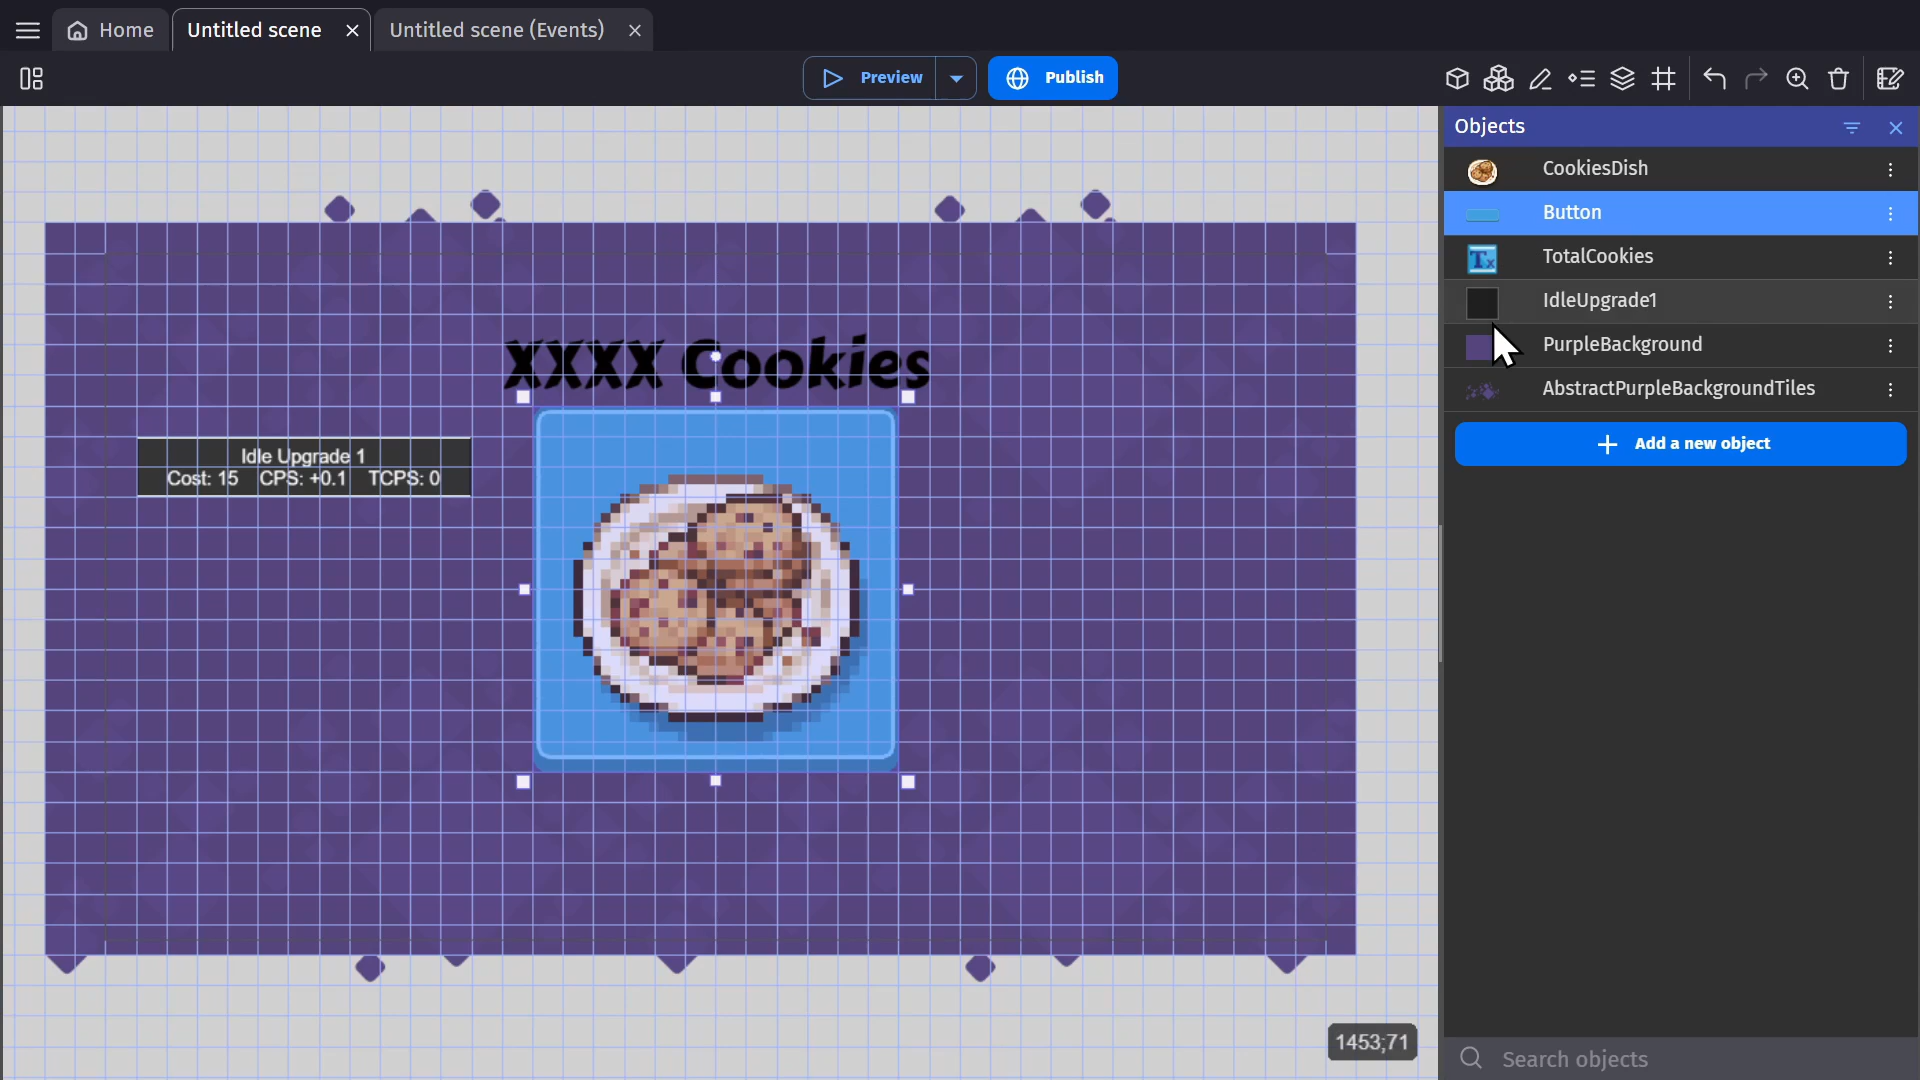 Home
Untitled scene
Untitled scene (Events)
Preview
Publish
Objects
CookiesDish
Button
TotalCookies
IdleUpgrade1
PurpleBackground
AbstractPurpleBackgroundTiles
Add a new object
XXXX Cookies
Idle Upgrade 1
Cost: 15 CPS: +0.1 TCPS: 0
1453;71
Search objects